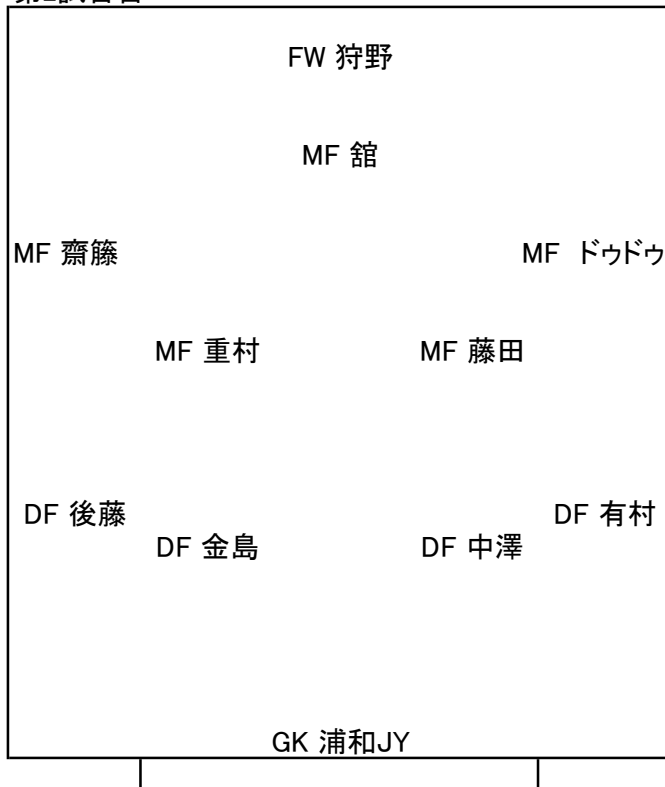 FW 狩野
MF 舘
MF 齋籐 MF ドゥドゥ
MF 重村 MF 藤田
DF 後藤 DF 有村
DF 金島 DF 中澤
GK 浦和JY